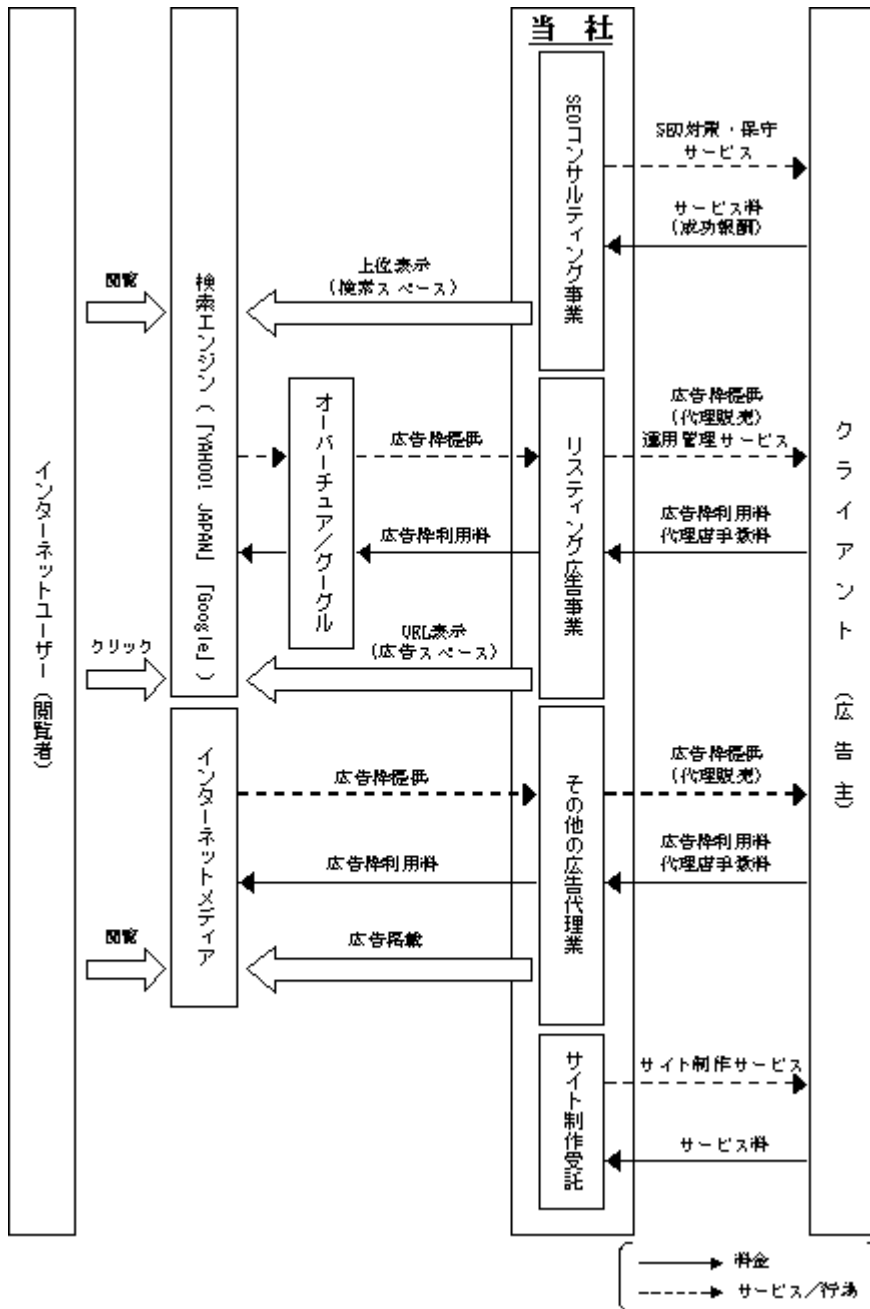 当 社
SEOコンサルティング事業
SEO対策・保守
サービス
サービス料
(成功報酬)
上位表示
(検索スペース)
閲覧
検索エンジン(「YAHOO! JAPAN」「Google」)
オーバーチュア/グーグル
広告枠提供
広告枠利用料
リスティング広告事業
広告枠提供
(代理販売)
運用管理サービス
広告枠利用料
代理店手数料
URL表示
(広告スペース)
クリック
インターネットユーザー(閲覧者)
クライアント(広告主)
インターネットメディア
広告枠提供
広告枠利用料
広告掲載
閲覧
その他の広告代理業
広告枠提供
(代理販売)
広告枠利用料
代理店手数料
サイト制作受託
サイト制作サービス
サービス料
料金
サービス/行為